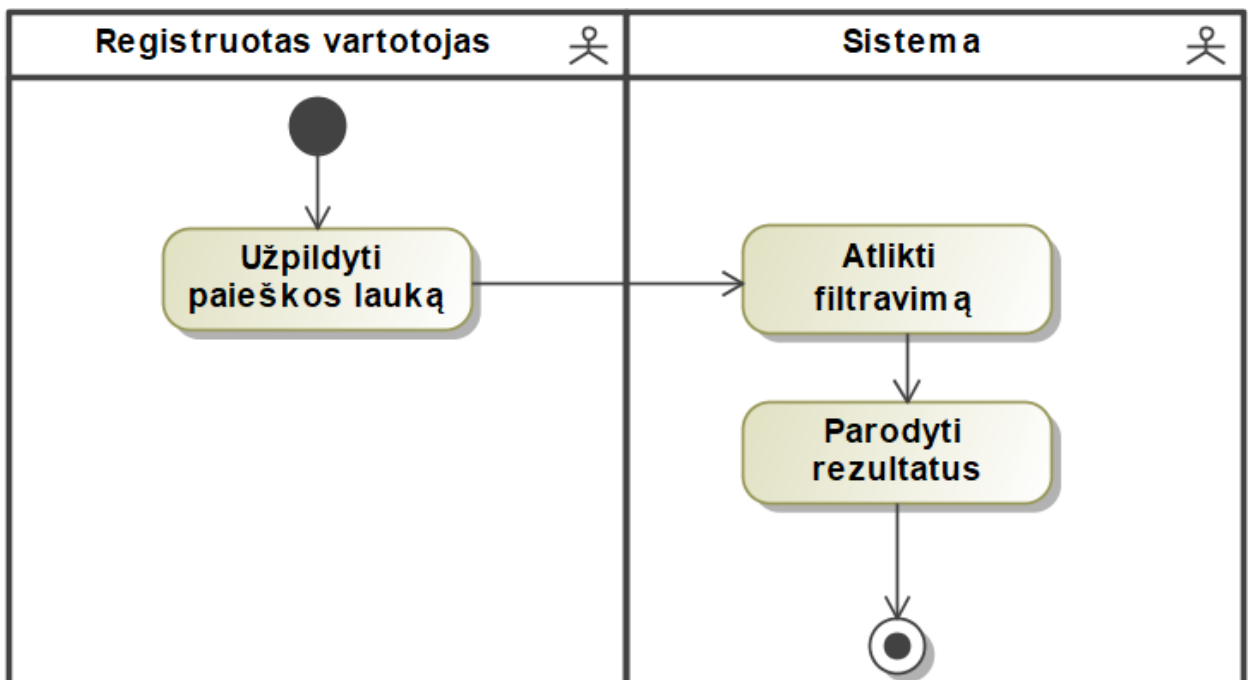 Registruotas vartotojas
Sistema
Užpildyti
paieškos lauką
Atlikti
filtravimą
Parodyti
rezultatus